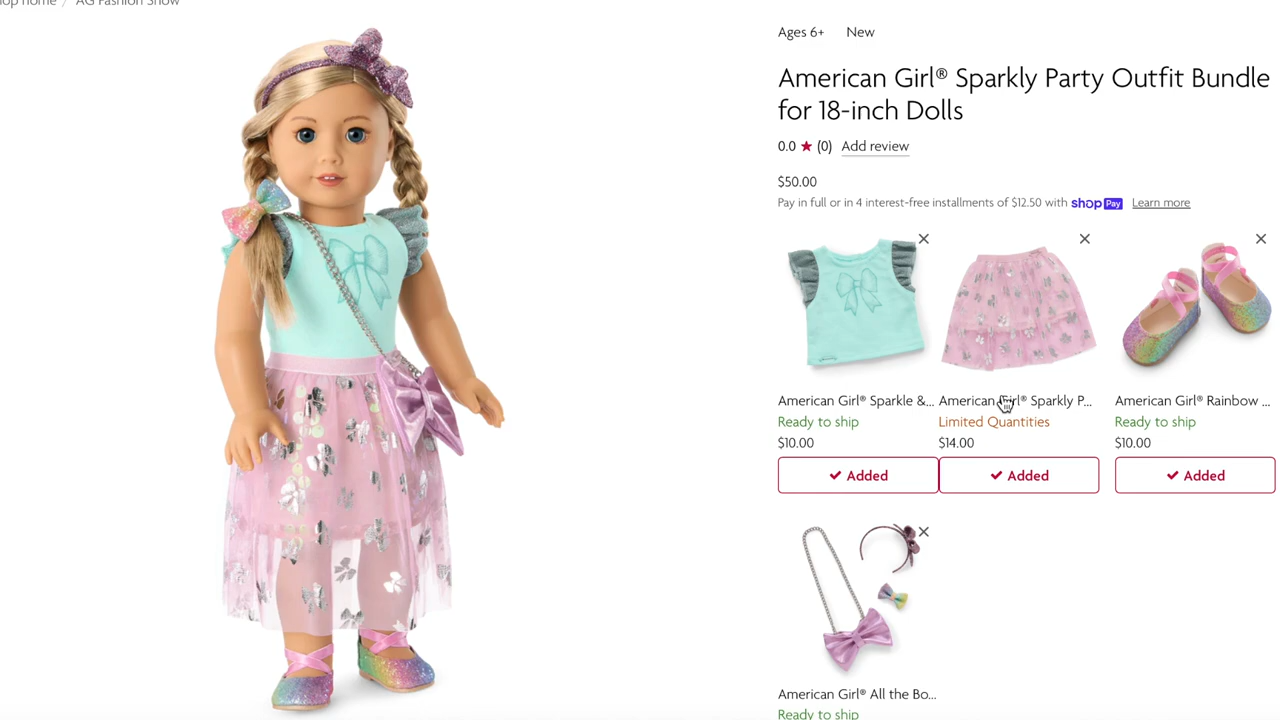 hop home / AG Fashion Show
Ages 6+ New
American Girl® Sparkly Party Outfit Bundle
for 18-inch Dolls
0.0 ★ (0) Add review
$50.00
Pay in full or in 4 interest-free installments of $12.50 with shop Pay Learn more
American Girl® Sparkle &...
Ready to ship
$10.00
Added
American Girl® Sparkly P...
Limited Quantities
$14.00
Added
American Girl® Rainbow ...
Ready to ship
$10.00
Added
American Girl® All the Bo...
Ready to ship